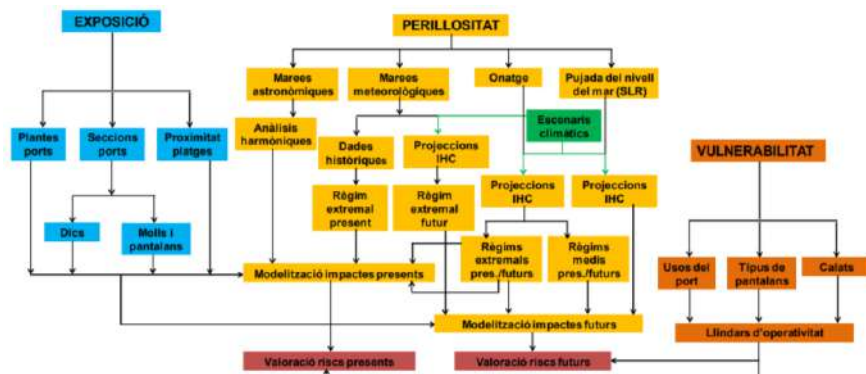 EXPOSICIÓ
PERILLOSITAT
Marees
astronòmiques
Marees
meteorològiques
Onatge
Pujada del nivell
del mar (SLR)
Plantes
ports
Seccions
ports
Proximitat
platges
Anàlisis
harmòniques
Dades
històriques
Projeccions
IHC
Escenaris
climàtics
VULNERABILITAT
Règim
extremal
present
Règim
extremal
futur
Projeccions
IHC
Projeccions
IHC
Dics
Molls i
pantalans
Règims
extremals
pres./futurs
Règims
medis
pres./futurs
Usos del
port
Tipus de
pantalans
Calats
Modelització impactes presents
Modelització impactes futurs
Llindars d'operativitat
Valoració riscs presents
Valoració riscs futurs